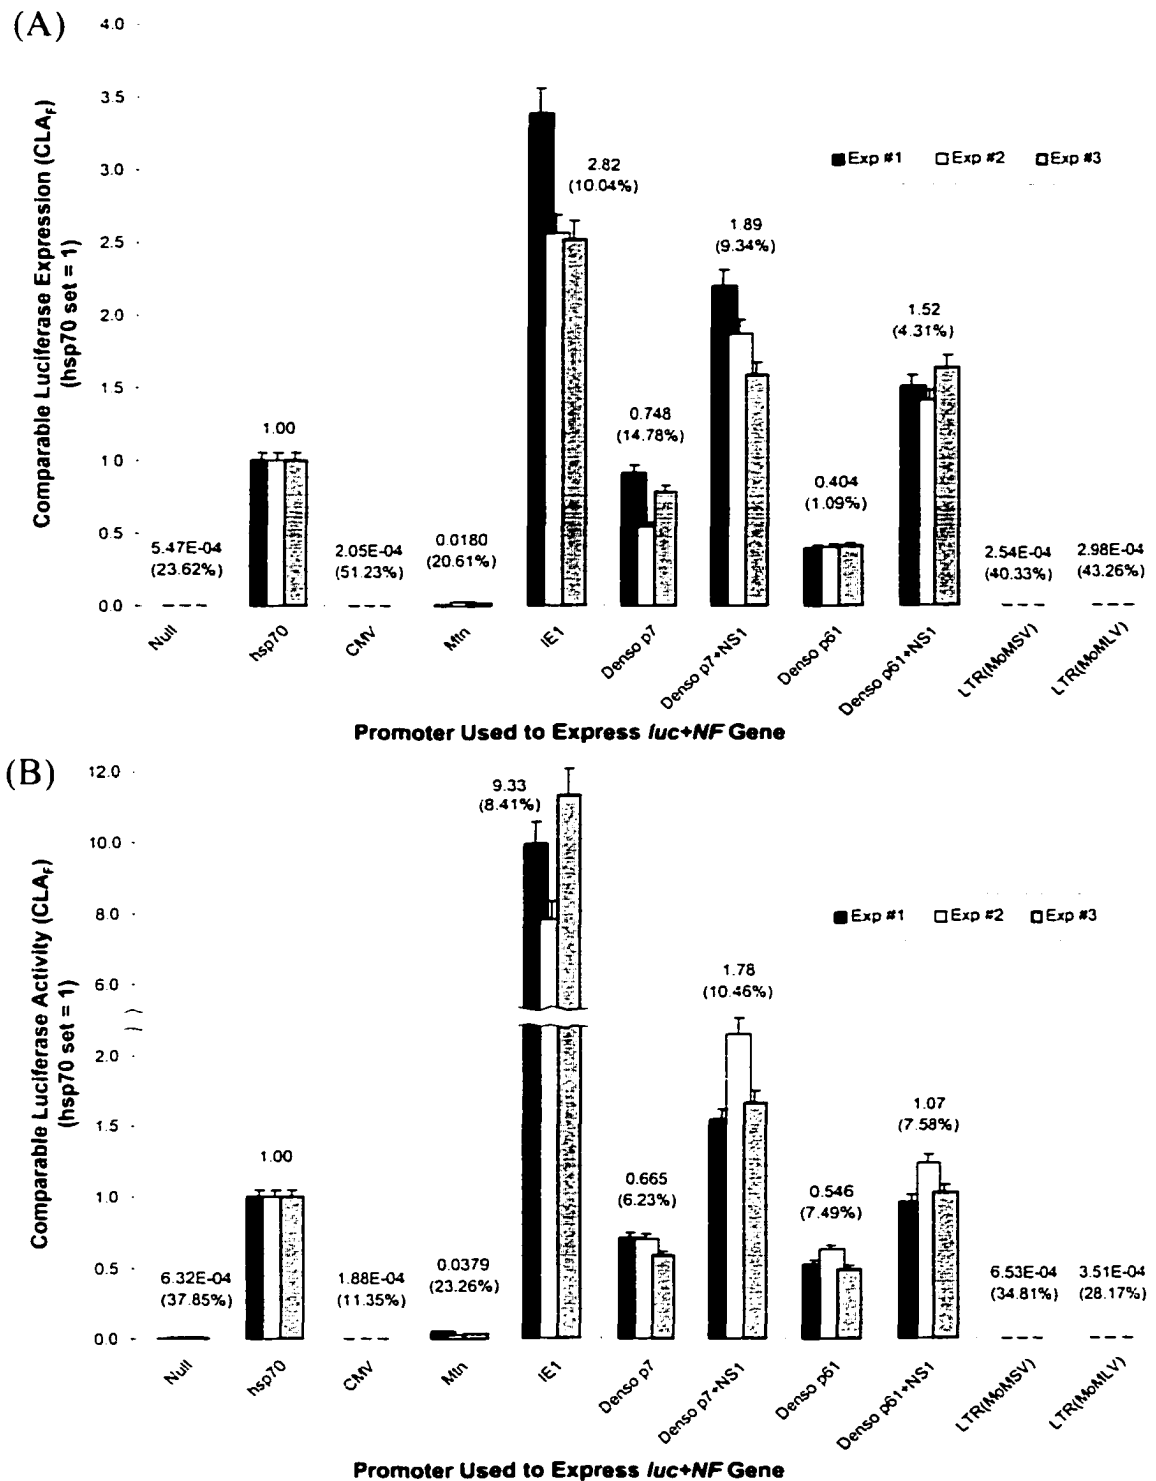 (A)
Comparable Luciferase Expression (CLAF)
(hsp70 set = 1)
4.0
3.5
3.0
2.5
2.0
1.5
1.0
0.5
0.0
Exp #1 Exp #2 Exp #3
5.47E-04
(23.62%)
1.00
2.05E-04
(51.23%)
0.0180
(20.61%)
2.82
(10.04%)
0.748
(14.78%)
1.89
(9.34%)
0.404
(1.09%)
1.52
(4.31%)
2.54E-04
(40.33%)
2.98E-04
(43.26%)
Null
hsp70
CMV
Mtn
IE1
Denso p7
Denso p7+NS1
Denso p61
Denso p61+NS1
LTR(MoMSV)
LTR(MoMLV)
Promoter Used to Express luc+NF Gene
(B)
Comparable Luciferase Activity (CLAF)
(hsp70 set = 1)
12.0
10.0
8.0
6.0
2.0
1.5
1.0
0.5
0.0
Exp #1 Exp #2 Exp #3
6.32E-04
(37.85%)
1.00
1.88E-04
(11.35%)
0.0379
(23.26%)
9.33
(8.41%)
0.665
(6.23%)
1.78
(10.46%)
0.546
(7.49%)
1.07
(7.58%)
6.53E-04
(34.81%)
3.51E-04
(28.17%)
Null
hsp70
CMV
Mtn
IE1
Denso p7
Denso p7+NS1
Denso p61
Denso p61+NS1
LTR(MoMSV)
LTR(MoMLV)
Promoter Used to Express luc+NF Gene